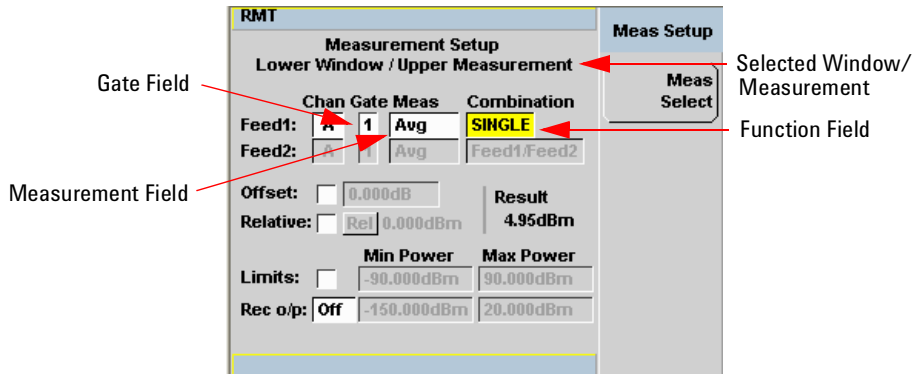 RMT
Meas Setup
Measurement Setup
Lower Window / Upper Measurement
Selected Window/
Measurement
Meas
Select
Gate Field
Chan Gate Meas Combination
Feed1: A 1 Avg SINGLE
Function Field
Feed2: A 1 Avg Feed1/Feed2
Measurement Field
Offset: 0.000dB
Result
Relative: Rel 0.000dBm
4.95dBm
Min Power Max Power
Limits: -90.000dBm 90.000dBm
Rec o/p: Off -150.000dBm 20.000dBm